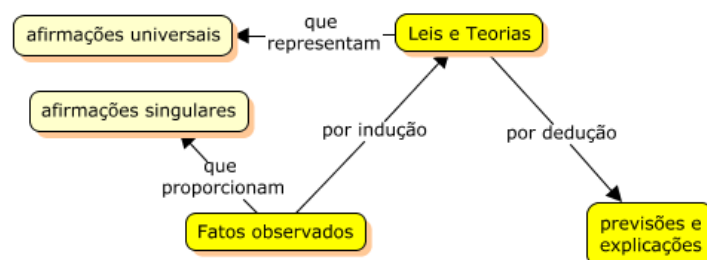 que
representam
afirmações universais
Leis e Teorias
afirmações singulares
por indução
por dedução
que
proporcionam
Fatos observados
previsões e
explicações